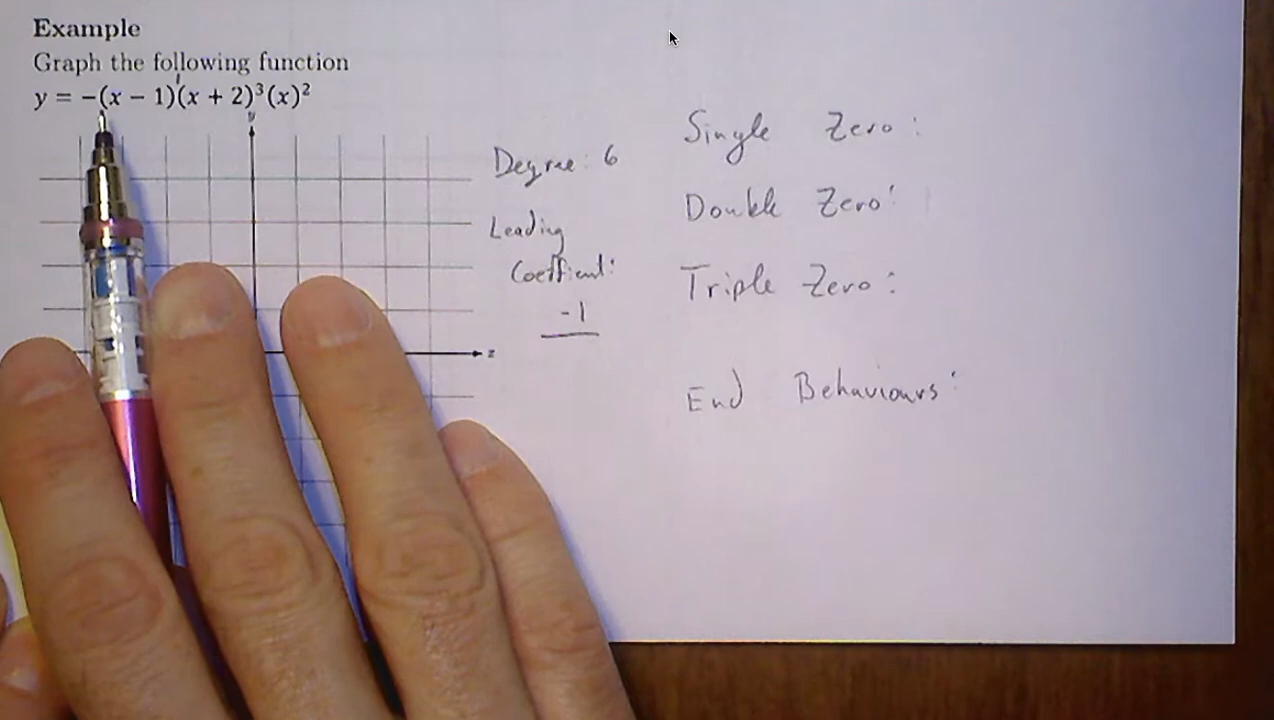 Example
Graph the following function
y = −(x − 1)¹(x + 2)³(x)²
y
x
Degree: 6
Leading
Coefficient:
-1
Single Zero:
Double Zero:
Triple Zero:
End Behaviours: